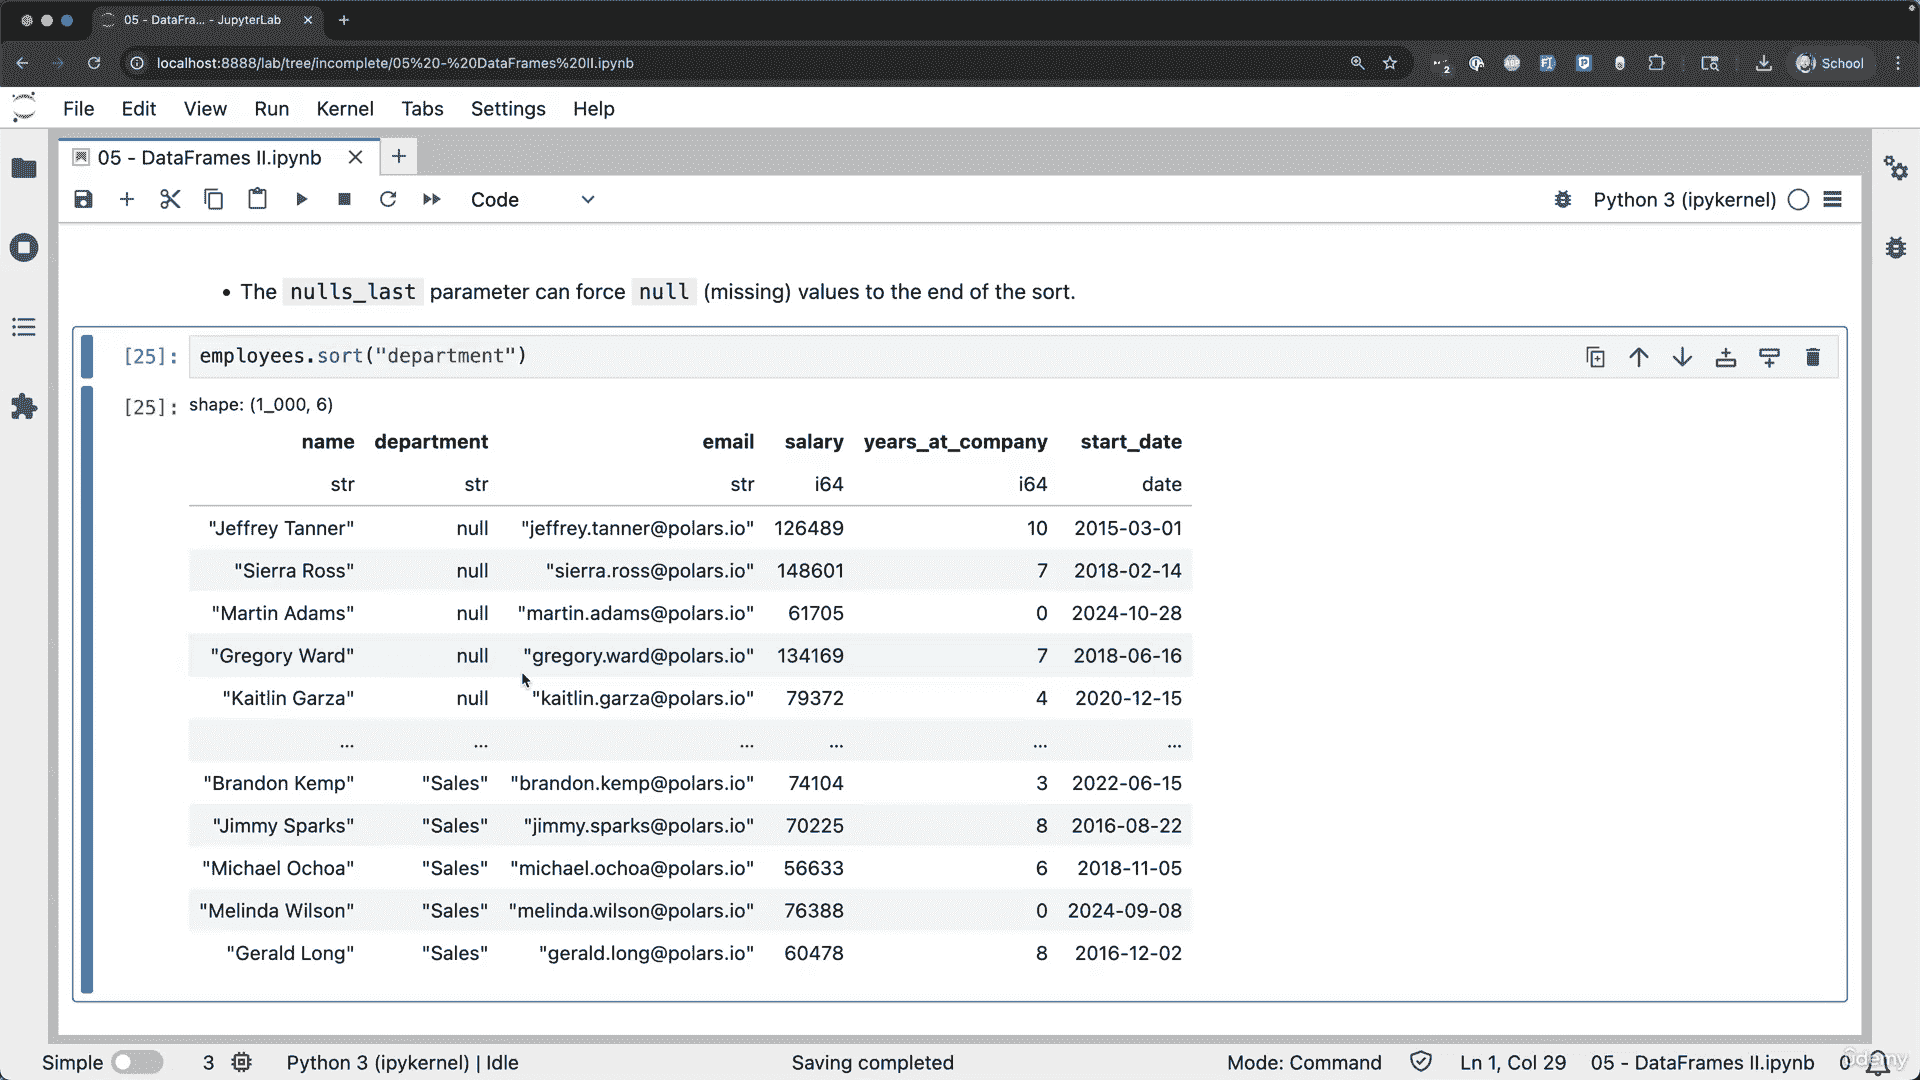 05 - DataFra... - JupyterLab
localhost:8888/lab/tree/incomplete/05%20-%20DataFrames%20II.ipynb
2
School
File Edit View Run Kernel Tabs Settings Help
05 - DataFrames II.ipynb
Code
Python 3 (ipykernel)
• The nulls_last parameter can force null (missing) values to the end of the sort.
[25]: employees.sort("department")
[25]: shape: (1_000, 6)
name department email salary years_at_company start_date
str str str i64 i64 date
"Jeffrey Tanner" null "jeffrey.tanner@polars.io" 126489 10 2015-03-01
"Sierra Ross" null "sierra.ross@polars.io" 148601 7 2018-02-14
"Martin Adams" null "martin.adams@polars.io" 61705 0 2024-10-28
"Gregory Ward" null "gregory.ward@polars.io" 134169 7 2018-06-16
"Kaitlin Garza" null "kaitlin.garza@polars.io" 79372 4 2020-12-15
... ... ... ... ... ...
"Brandon Kemp" "Sales" "brandon.kemp@polars.io" 74104 3 2022-06-15
"Jimmy Sparks" "Sales" "jimmy.sparks@polars.io" 70225 8 2016-08-22
"Michael Ochoa" "Sales" "michael.ochoa@polars.io" 56633 6 2018-11-05
"Melinda Wilson" "Sales" "melinda.wilson@polars.io" 76388 0 2024-09-08
"Gerald Long" "Sales" "gerald.long@polars.io" 60478 8 2016-12-02
Simple 3 Python 3 (ipykernel) | Idle Saving completed Mode: Command Ln 1, Col 29 05 - DataFrames II.ipynb 0
ûdemy